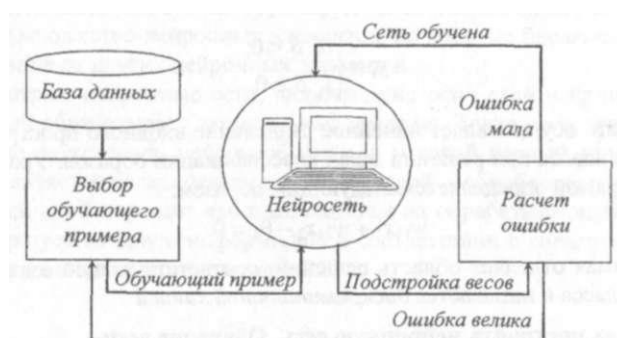 Сеть обучена
База данных
Ошибка
мала
Выбор
обучающего
примера
Нейросеть
Расчет
ошибки
Обучающий пример
Подстройка весов
Ошибка велика